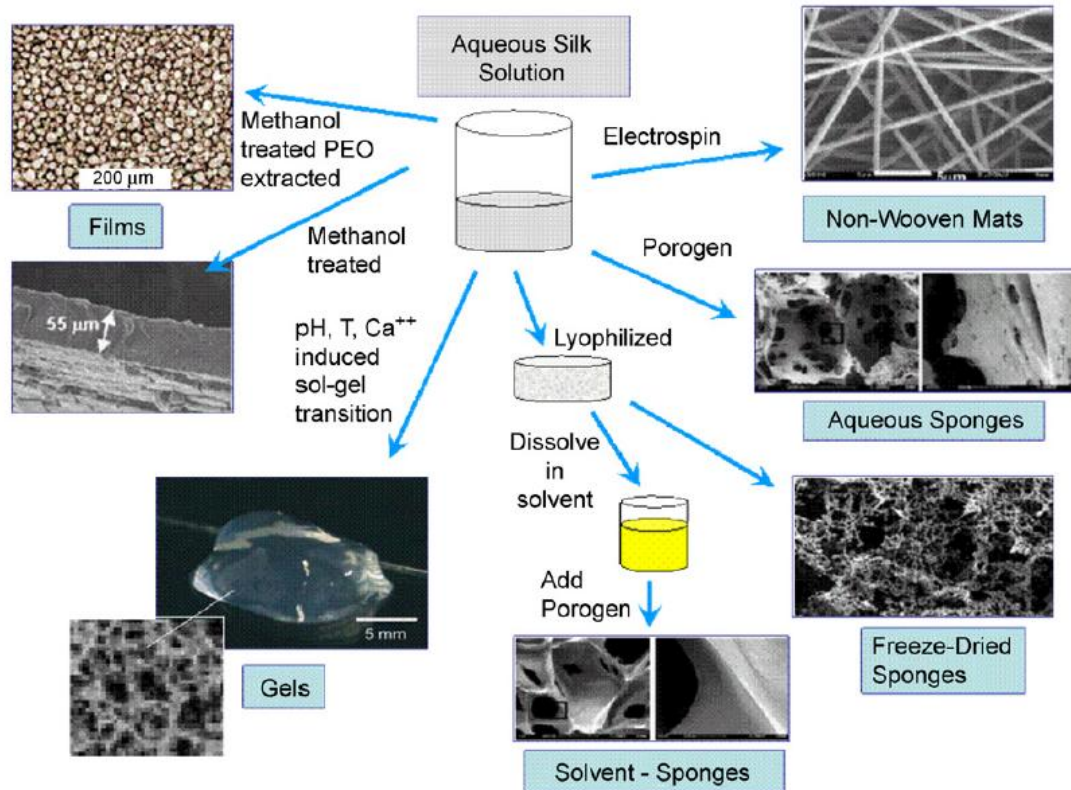 Aqueous Silk
Solution
Methanol
treated PEO
extracted
200 μm
Films
Methanol
treated
55 μm
Electrospin
5μm
Non-Wooven Mats
Porogen
Aqueous Sponges
pH, T, Ca⁺⁺
induced
sol-gel
transition
Lyophilized
Dissolve
in
solvent
Add
Porogen
5 mm
Gels
Freeze-Dried
Sponges
Solvent - Sponges